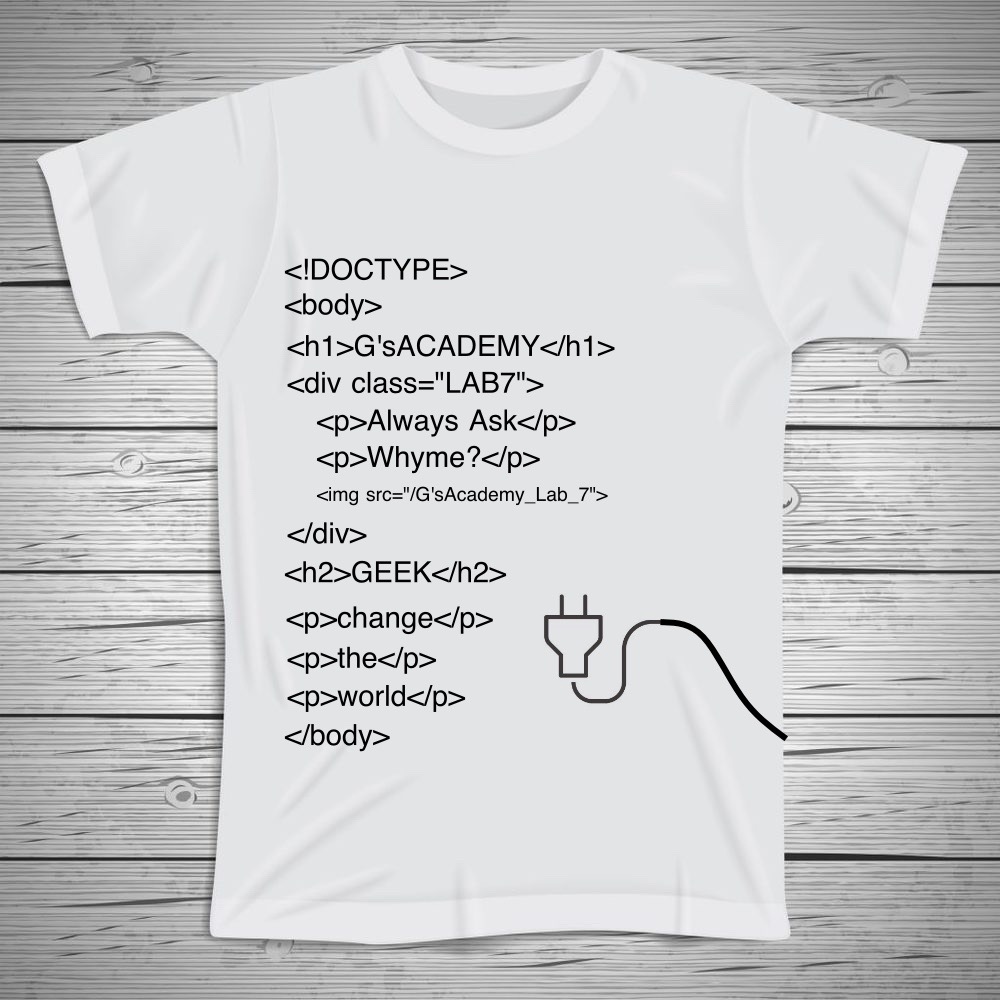 <!DOCTYPE>
<body>
<h1>G'sACADEMY</h1>
<div class="LAB7">
<p>Always Ask</p>
<p>Whyme?</p>
<img src="/G'sAcademy_Lab_7">
</div>
<h2>GEEK</h2>
<p>change</p>
<p>the</p>
<p>world</p>
</body>